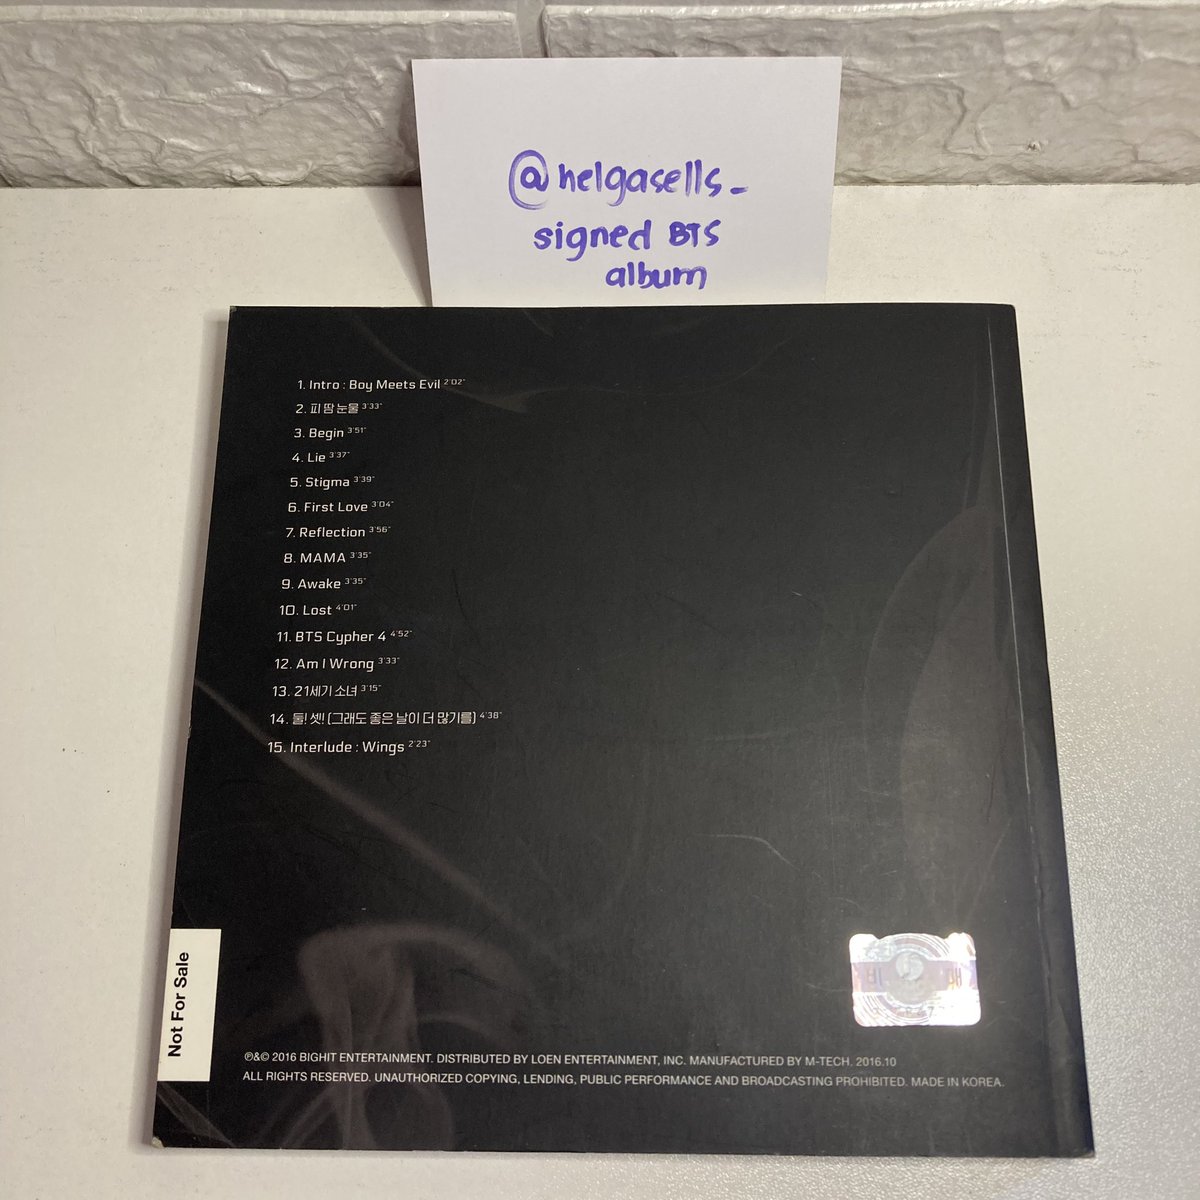 @helgasells_
signed BTS
album
1. Intro : Boy Meets Evil 2'02"
2. 피 땀 눈물 3'33"
3. Begin 3'51"
4. Lie 3'37"
5. Stigma 3'39"
6. First Love 3'04"
7. Reflection 3'56"
8. MAMA 3'35"
9. Awake 3'35"
10. Lost 4'01"
11. BTS Cypher 4 4'52"
12. Am I Wrong 3'33"
13. 21세기 소녀 3'15"
14. 둘! 셋! (그래도 좋은 날이 더 많기를) 4'38"
15. Interlude : Wings 2'23"
Not For Sale
℗&© 2016 BIGHIT ENTERTAINMENT. DISTRIBUTED BY LOEN ENTERTAINMENT, INC. MANUFACTURED BY M-TECH. 2016.10
ALL RIGHTS RESERVED. UNAUTHORIZED COPYING, LENDING, PUBLIC PERFORMANCE AND BROADCASTING PROHIBITED. MADE IN KOREA.